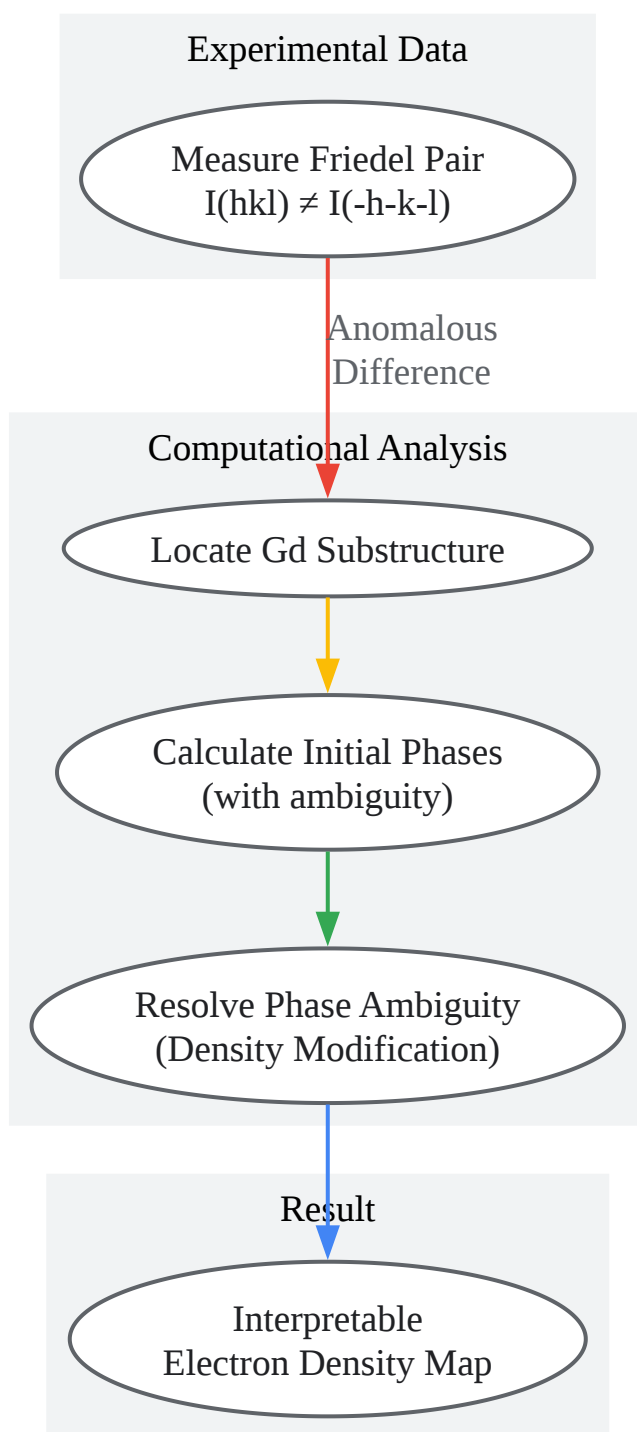 Experimental Data
Measure Friedel Pair
I(hkl) ≠ I(-h-k-l)
Anomalous
Difference
Computational Analysis
Locate Gd Substructure
Calculate Initial Phases
(with ambiguity)
Resolve Phase Ambiguity
(Density Modification)
Result
Interpretable
Electron Density Map